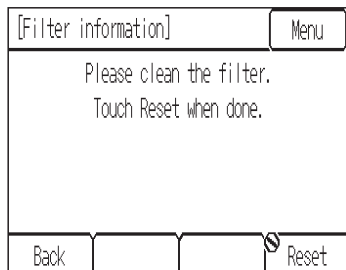 [Filter information]
Menu
Please clean the filter.
Touch Reset when done.
Back
Reset